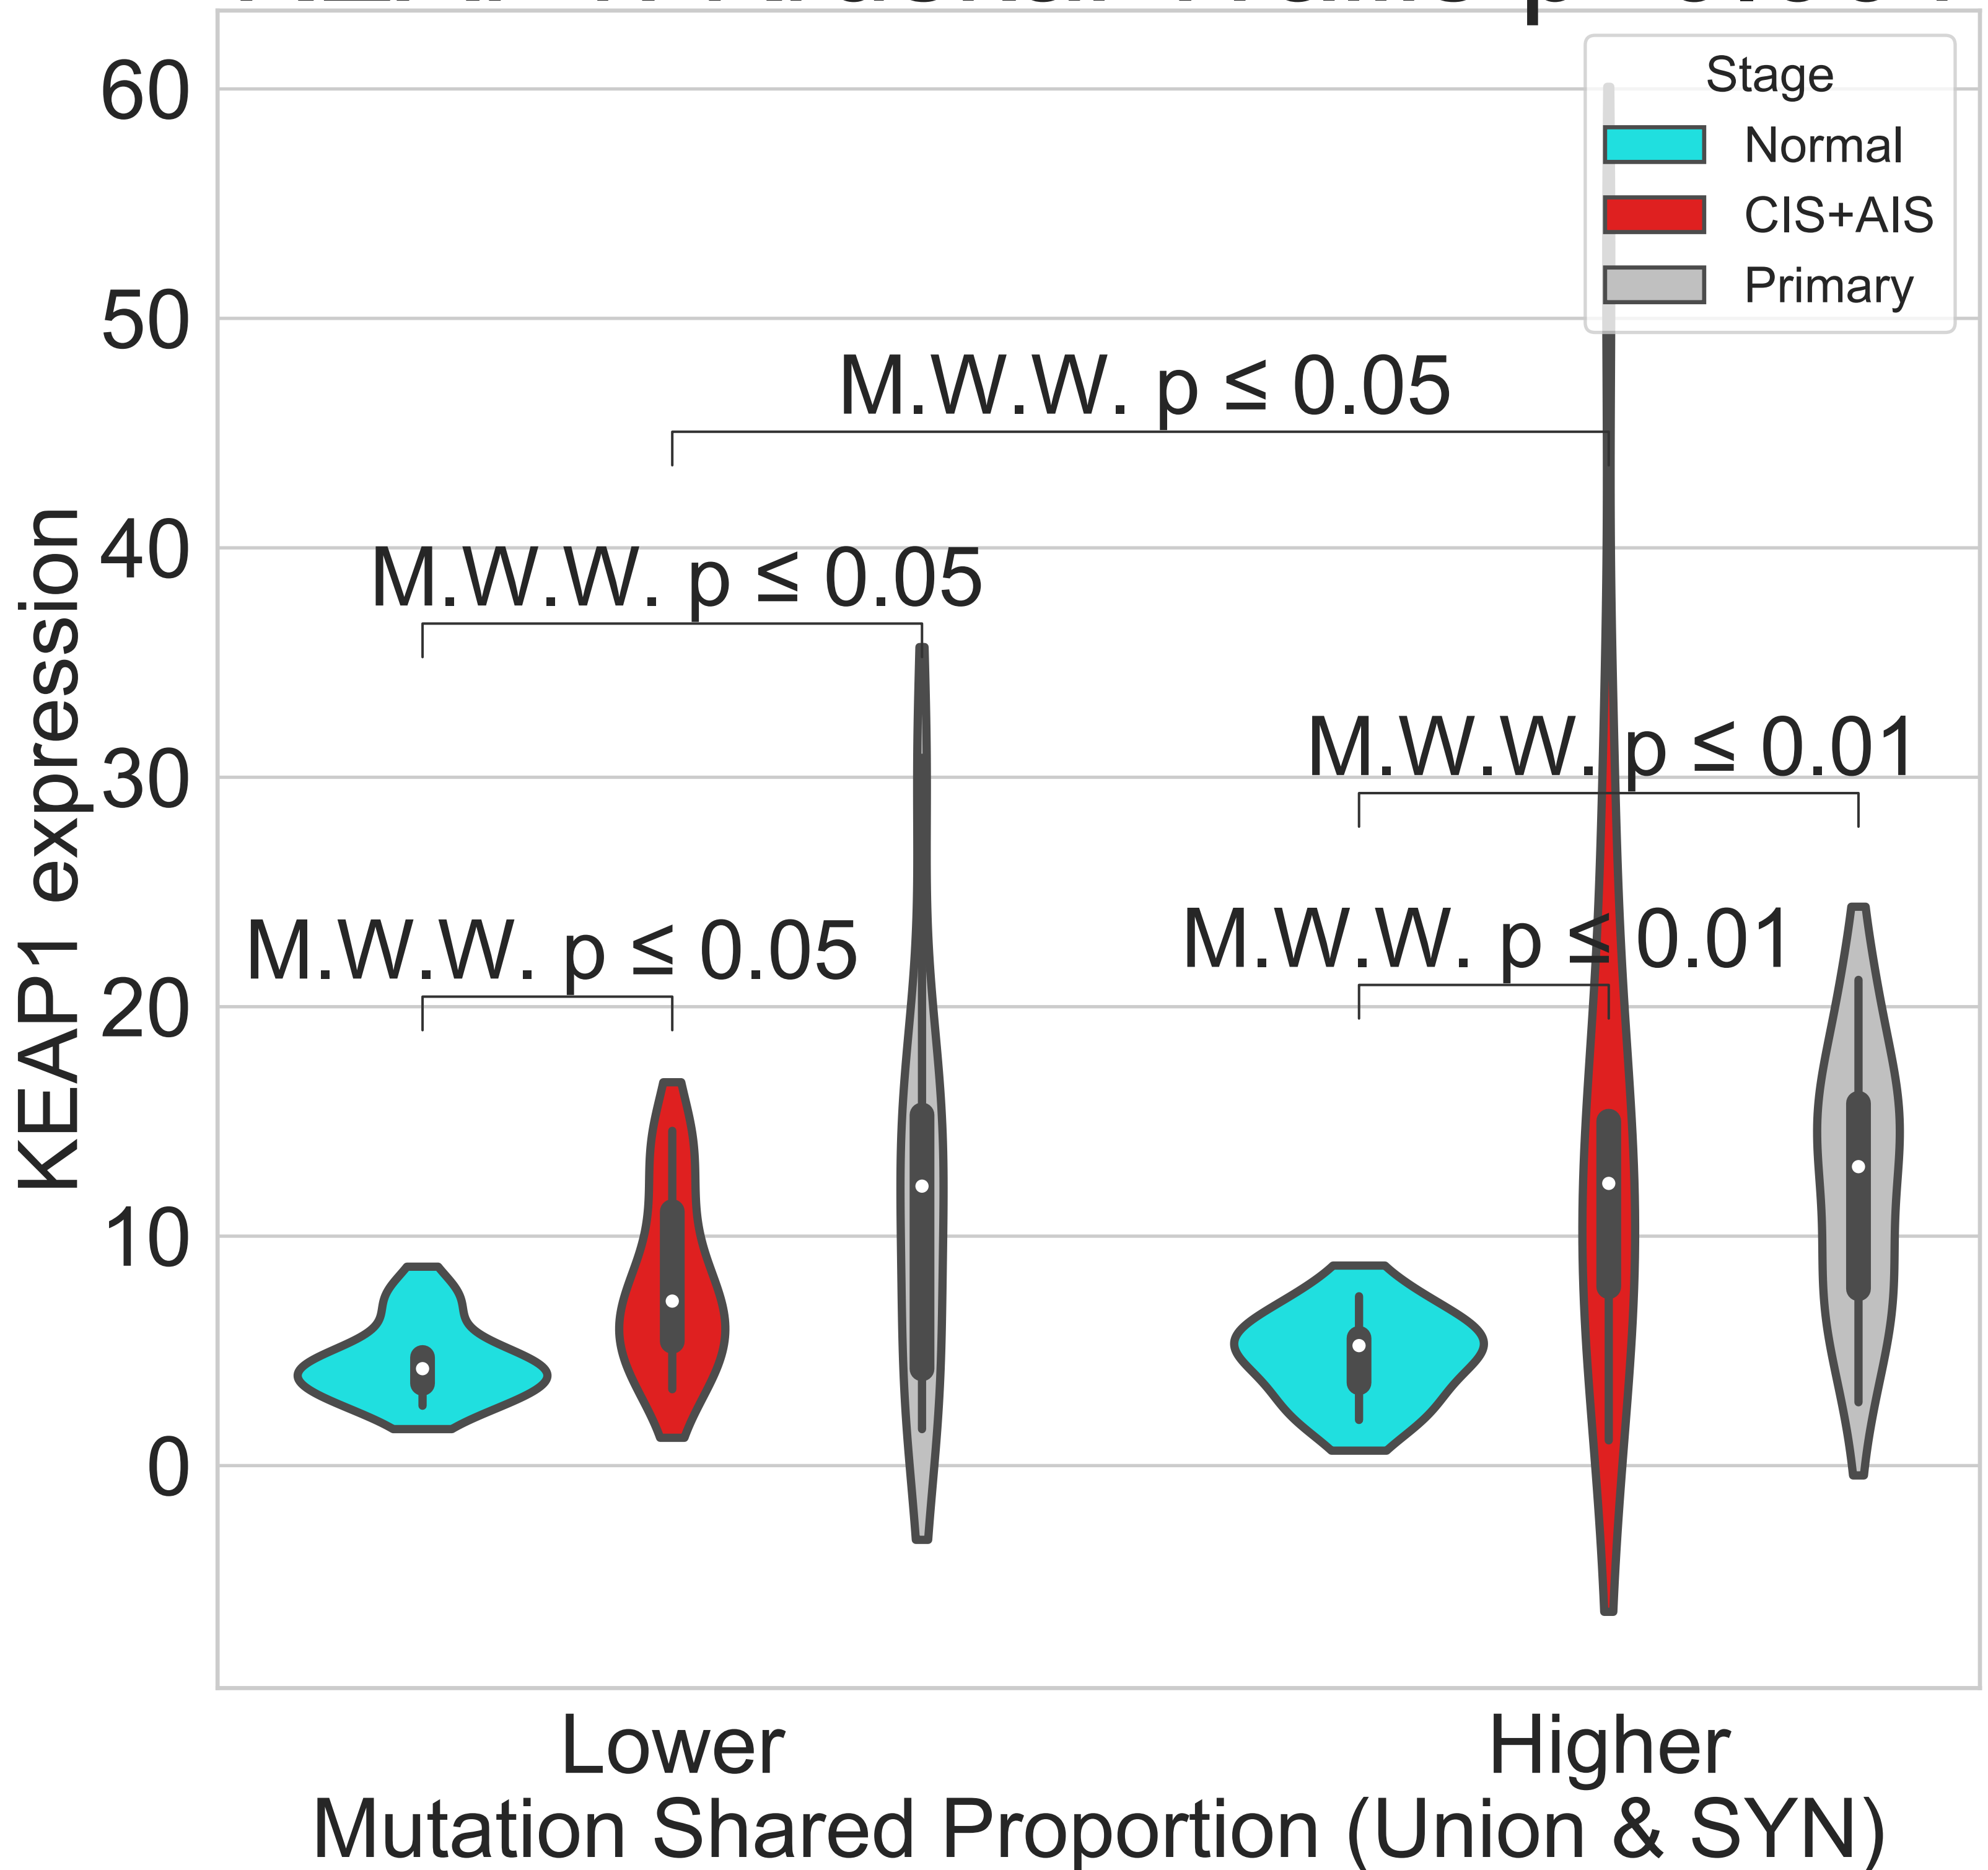 60
50
40
30
20
10
0
KEAP1 expression
Stage
Normal
CIS+AIS
Primary
M.W.W. p ≤ 0.05
M.W.W. p ≤ 0.05
M.W.W. p ≤ 0.01
M.W.W. p ≤ 0.05
M.W.W. p ≤ 0.01
Lower
Higher
Mutation Shared Proportion (Union & SYN)